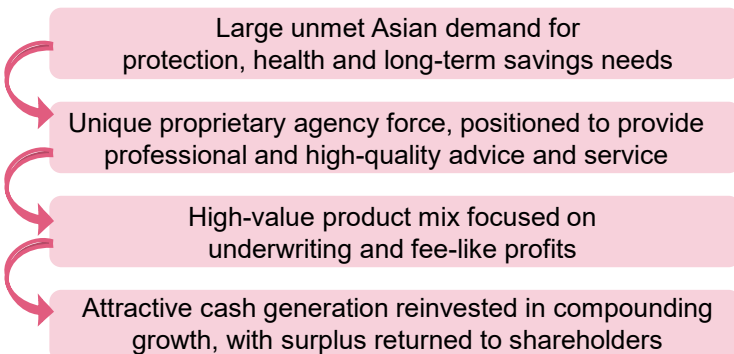 Large unmet Asian demand for
protection, health and long-term savings needs
Unique proprietary agency force, positioned to provide
professional and high-quality advice and service
High-value product mix focused on
underwriting and fee-like profits
Attractive cash generation reinvested in compounding
growth, with surplus returned to shareholders